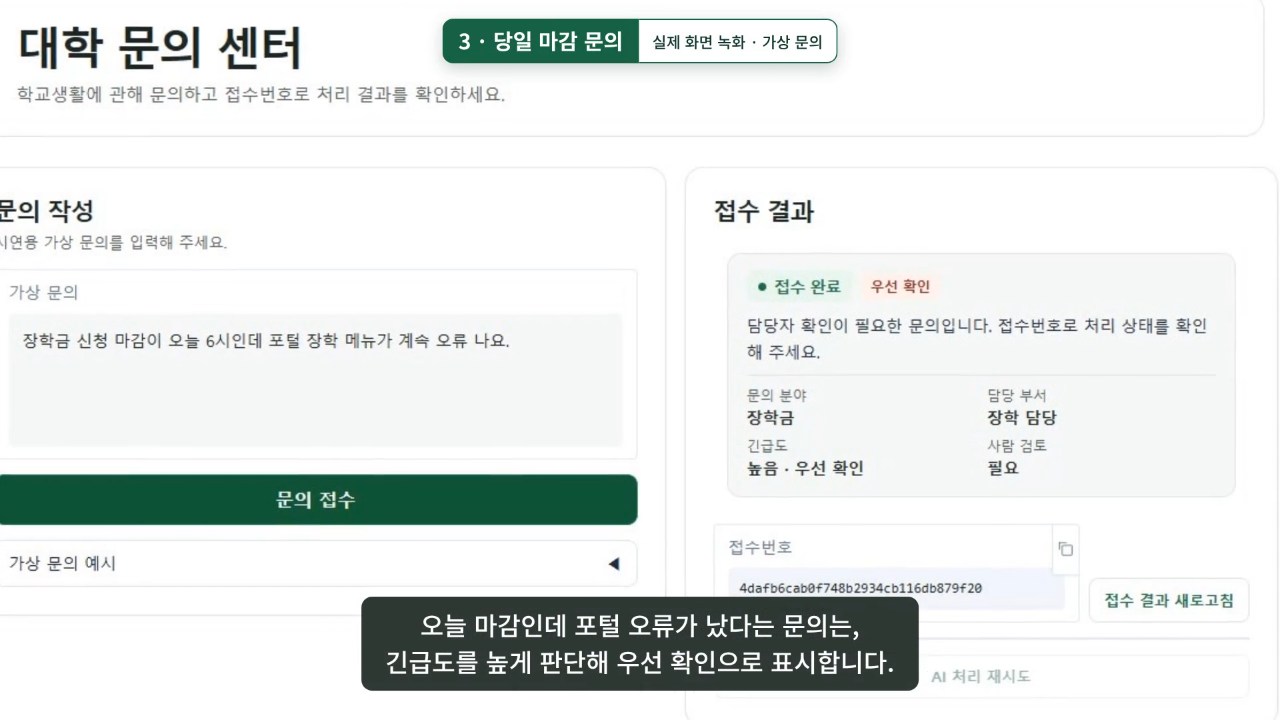 대학 문의 센터
3 · 당일 마감 문의
실제 화면 녹화 · 가상 문의
학교생활에 관해 문의하고 접수번호로 처리 결과를 확인하세요.
문의 작성
시연용 가상 문의를 입력해 주세요.
가상 문의
장학금 신청 마감이 오늘 6시인데 포털 장학 메뉴가 계속 오류 나요.
문의 접수
가상 문의 예시
접수 결과
접수 완료
우선 확인
담당자 확인이 필요한 문의입니다. 접수번호로 처리 상태를 확인
해 주세요.
문의 분야
장학금
담당 부서
장학 담당
긴급도
높음 · 우선 확인
사람 검토
필요
접수번호
4dafb6cab0f748b2934cb116db879f20
접수 결과 새로고침
AI 처리 재시도
오늘 마감인데 포털 오류가 났다는 문의는,
긴급도를 높게 판단해 우선 확인으로 표시합니다.